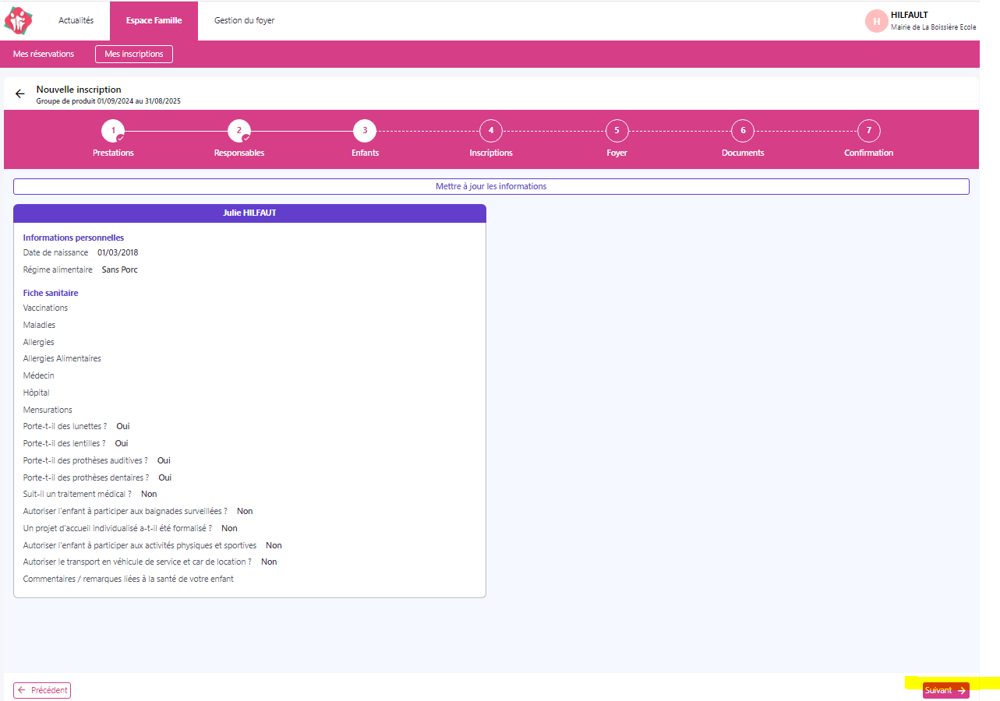 Actualités
Espace Famille
Gestion du foyer
H
HILFAULT
Mairie de La Boissière Ecole
Mes réservations
Mes inscriptions
Nouvelle inscription
Groupe de produit 01/09/2024 au 31/08/2025
1 2 3 4 5 6 7
Prestations Responsables Enfants Inscriptions Foyer Documents Confirmation
Mettre à jour les informations
Julie HILFAUT
Informations personnelles
Date de naissance 01/03/2018
Régime alimentaire Sans Porc
Fiche sanitaire
Vaccinations
Maladies
Allergies
Allergies Alimentaires
Médecin
Hôpital
Mensurations
Porte-t-il des lunettes ? Oui
Porte-t-il des lentilles ? Oui
Porte-t-il des prothèses auditives ? Oui
Porte-t-il des prothèses dentaires ? Oui
Suit-il un traitement médical ? Non
Autoriser l'enfant à participer aux baignades surveillées ? Non
Un projet d'accueil individualisé a-t-il été formalisé ? Non
Autoriser l'enfant à participer aux activités physiques et sportives Non
Autoriser le transport en véhicule de service et car de location ? Non
Commentaires / remarques liées à la santé de votre enfant
Précédent
Suivant